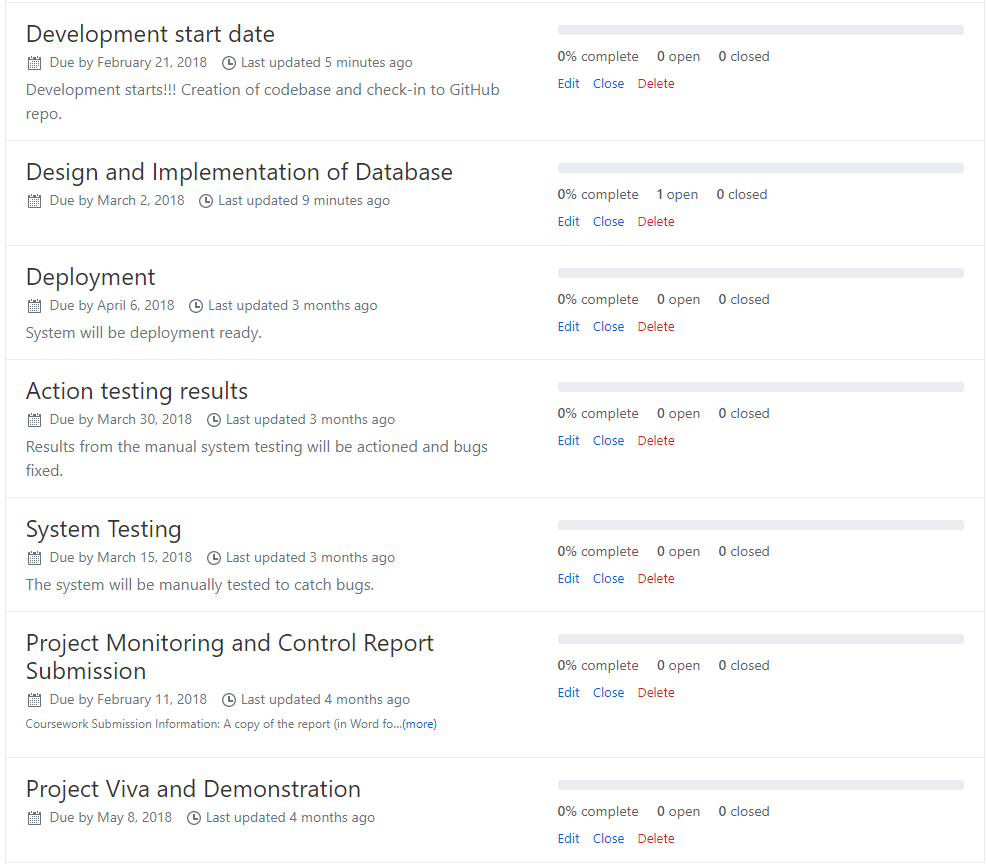 Development start date
Due by February 21, 2018 Last updated 5 minutes ago
Development starts!!! Creation of codebase and check-in to GitHub
repo.
0% complete 0 open 0 closed
Edit Close Delete
Design and Implementation of Database
Due by March 2, 2018 Last updated 9 minutes ago
0% complete 1 open 0 closed
Edit Close Delete
Deployment
Due by April 6, 2018 Last updated 3 months ago
System will be deployment ready.
0% complete 0 open 0 closed
Edit Close Delete
Action testing results
Due by March 30, 2018 Last updated 3 months ago
Results from the manual system testing will be actioned and bugs
fixed.
0% complete 0 open 0 closed
Edit Close Delete
System Testing
Due by March 15, 2018 Last updated 3 months ago
The system will be manually tested to catch bugs.
0% complete 0 open 0 closed
Edit Close Delete
Project Monitoring and Control Report
Submission
Due by February 11, 2018 Last updated 4 months ago
Coursework Submission Information: A copy of the report (in Word fo...(more)
0% complete 0 open 0 closed
Edit Close Delete
Project Viva and Demonstration
Due by May 8, 2018 Last updated 4 months ago
0% complete 0 open 0 closed
Edit Close Delete